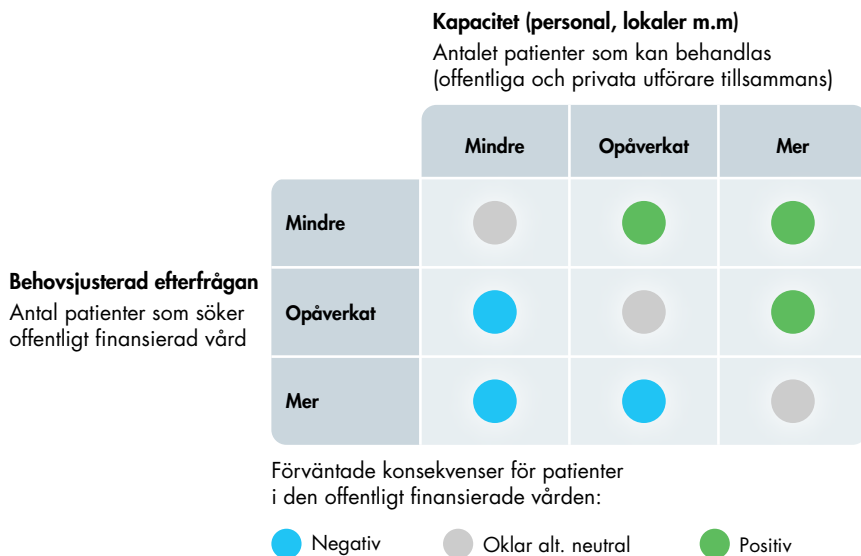 Kapacitet (personal, lokaler m.m)
Antalet patienter som kan behandlas
(offentliga och privata utförare tillsammans)
Mindre Opåverkat Mer
Mindre
Behovsjusterad efterfrågan
Antal patienter som söker
offentligt finansierad vård
Opåverkat
Mer
Förväntade konsekvenser för patienter
i den offentligt finansierade vården:
Negativ Oklar alt. neutral Positiv